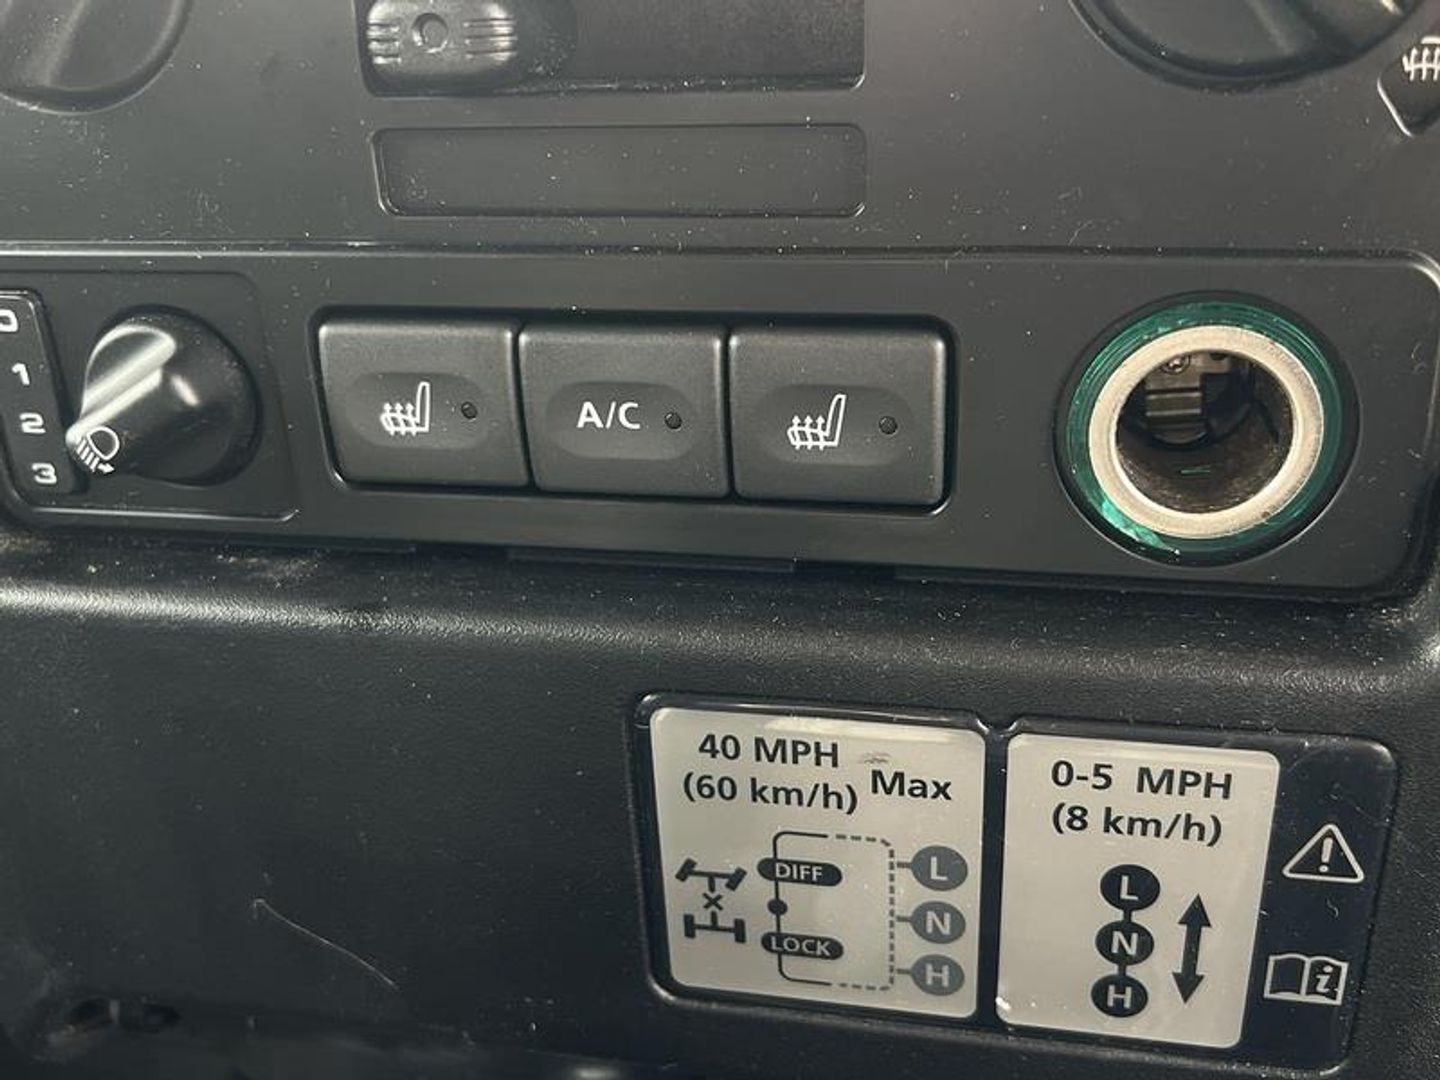 0
1
2
3
A/C
40 MPH
(60 km/h) Max
DIFF
LOCK
L
N
H
0-5 MPH
(8 km/h)
L
N
H